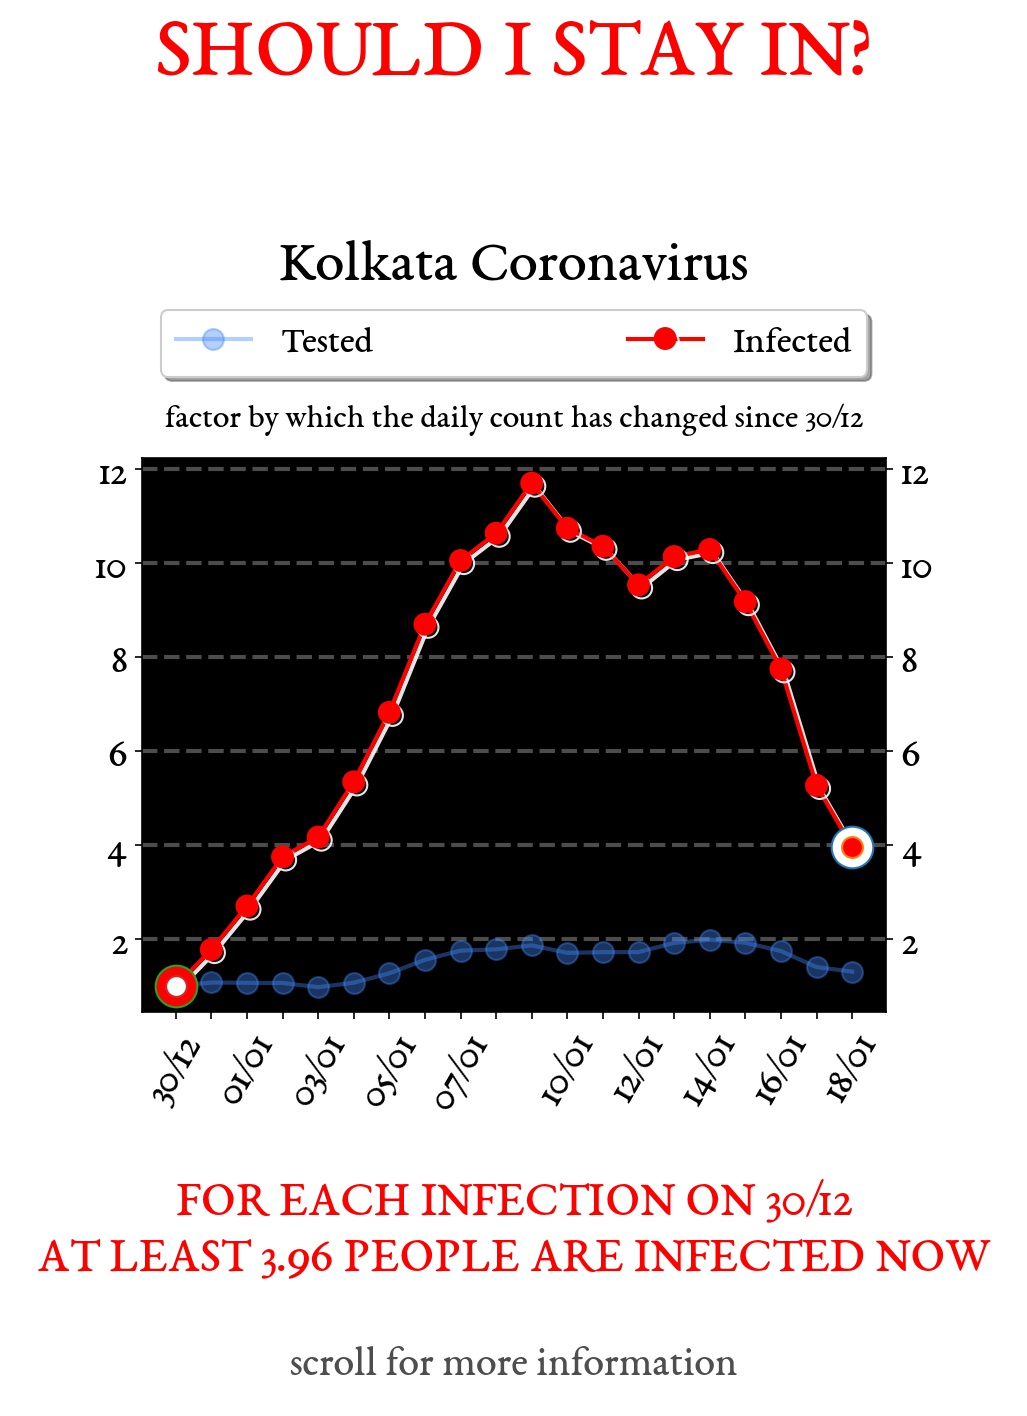 SHOULD I STAY IN?
Kolkata Coronavirus
Tested Infected
factor by which the daily count has changed since 30/12
12 12
10 10
8 8
6 6
4 4
2 2
30/12 01/01 03/01 05/01 07/01 10/01 12/01 14/01 16/01 18/01
FOR EACH INFECTION ON 30/12
AT LEAST 3.96 PEOPLE ARE INFECTED NOW
scroll for more information